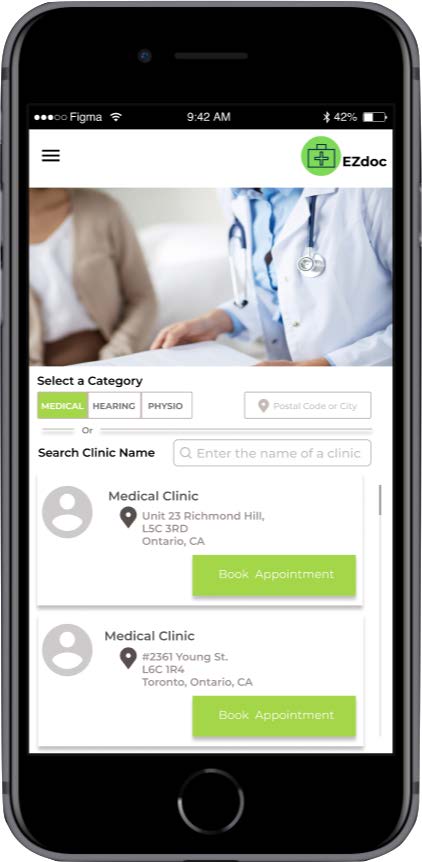 Figma 9:42 AM 42%
EZdoc
Select a Category
MEDICAL HEARING PHYSIO Postal Code or City
Or
Search Clinic Name Enter the name of a clinic
Medical Clinic
Unit 23 Richmond Hill,
L5C 3RD
Ontario, CA
Book Appointment
Medical Clinic
#2361 Young St.
L6C 1R4
Toronto, Ontario, CA
Book Appointment